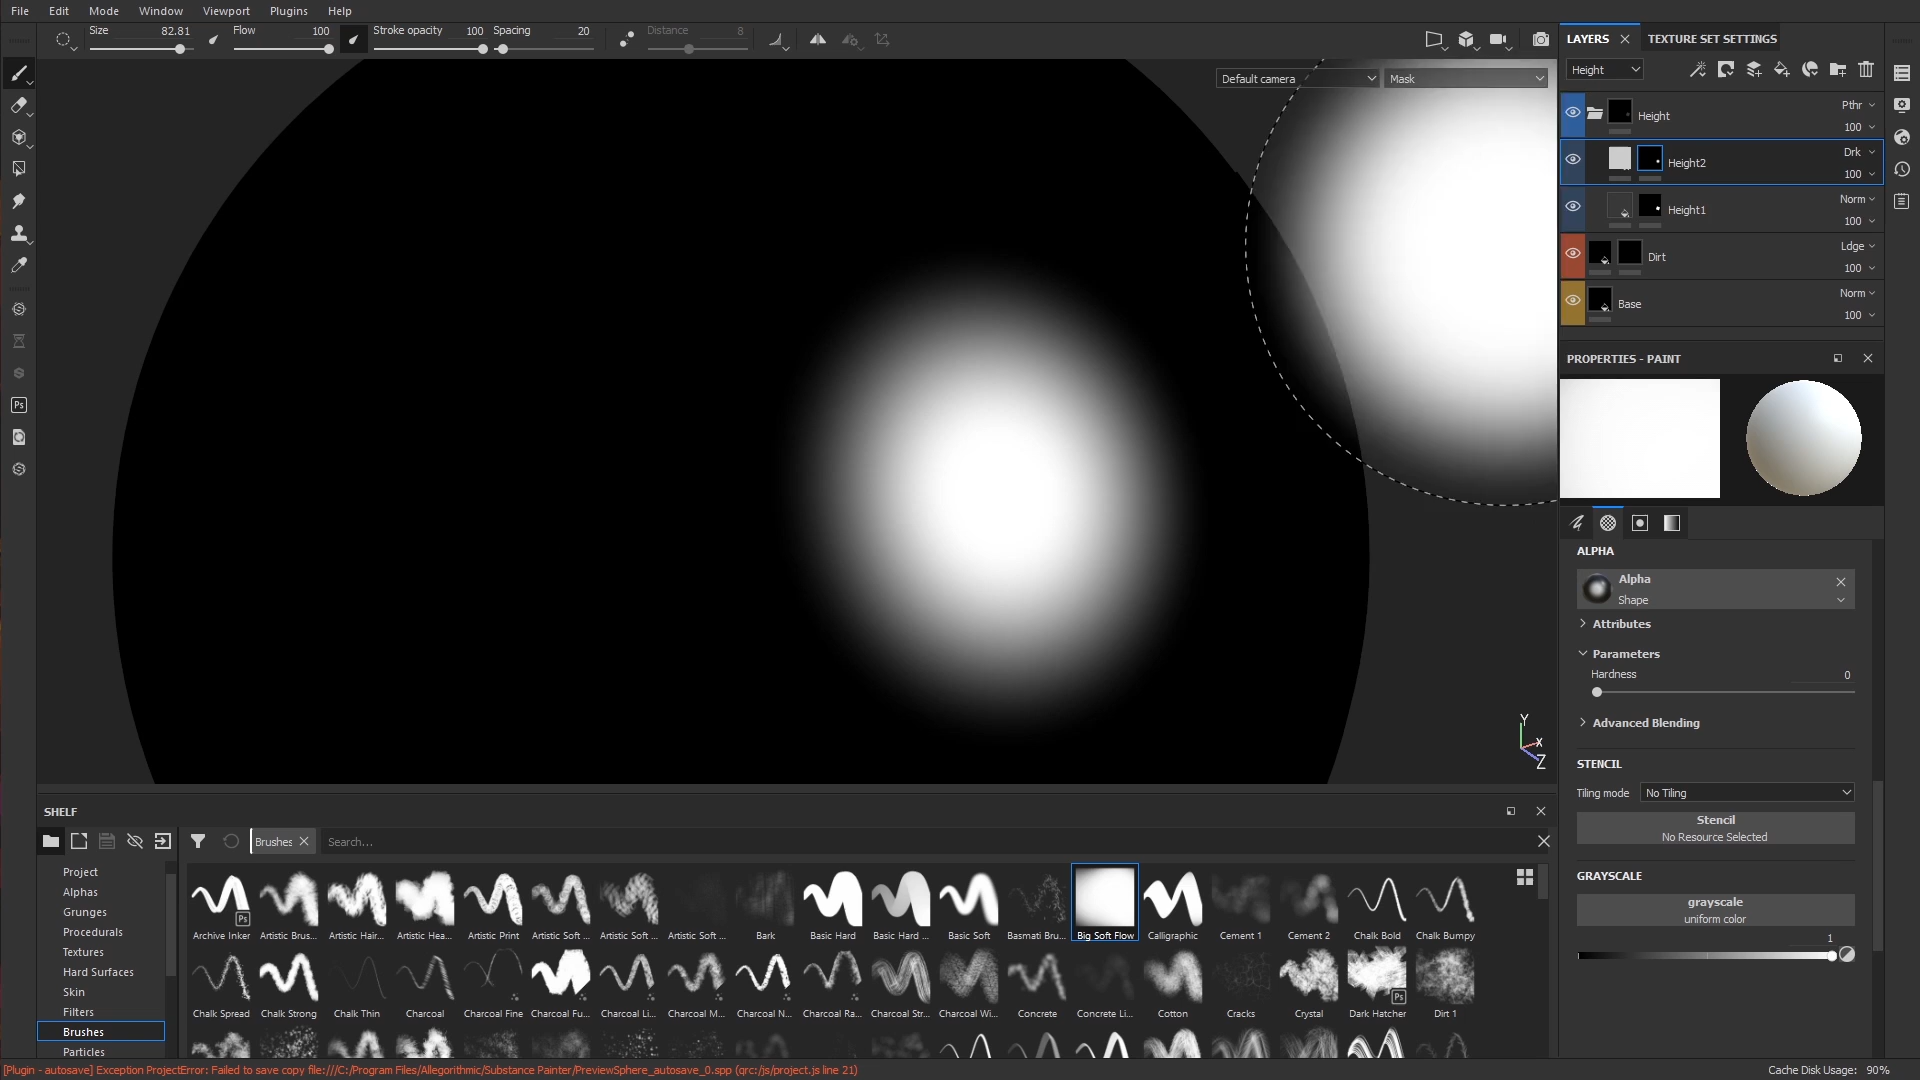 File Edit Mode Window Viewport Plugins Help
Size 82.81 Flow 100 Stroke opacity 100 Spacing 20 Distance 8
Default camera Mask
LAYERS TEXTURE SET SETTINGS
Height
Height Pthr 100
Height2 Drk 100
Height1 Norm 100
Dirt Ldge 100
Base Norm 100
PROPERTIES - PAINT
ALPHA
Alpha
Shape
Attributes
Parameters
Hardness 0
Advanced Blending
STENCIL
Tiling mode No Tiling
Stencil
No Resource Selected
GRAYSCALE
grayscale
uniform color
1
Y
X
Z
Ps
SHELF
Brushes Search...
Project
Alphas
Grunges
Procedurals
Textures
Hard Surfaces
Skin
Filters
Brushes
Particles
Ps
Archive Inker Artistic Brus... Artistic Hair... Artistic Hea... Artistic Print Artistic Soft ... Artistic Soft ... Artistic Soft ... Bark Basic Hard Basic Hard ... Basic Soft Basmati Bru... Big Soft Flow Calligraphic Cement 1 Cement 2 Chalk Bold Chalk Bumpy
Ps
Chalk Spread Chalk Strong Chalk Thin Charcoal Charcoal Fine Charcoal Fu... Charcoal Li... Charcoal M... Charcoal N... Charcoal Ra... Charcoal Str... Charcoal Wi... Concrete Concrete Li... Cotton Cracks Crystal Dark Hatcher Dirt 1
[Plugin - autosave] Exception ProjectError: Failed to save copy file:///C:/Program Files/Allegorithmic/Substance Painter/PreviewSphere_autosave_0.spp (qrc:/js/project.js line 21)
Cache Disk Usage: 90%